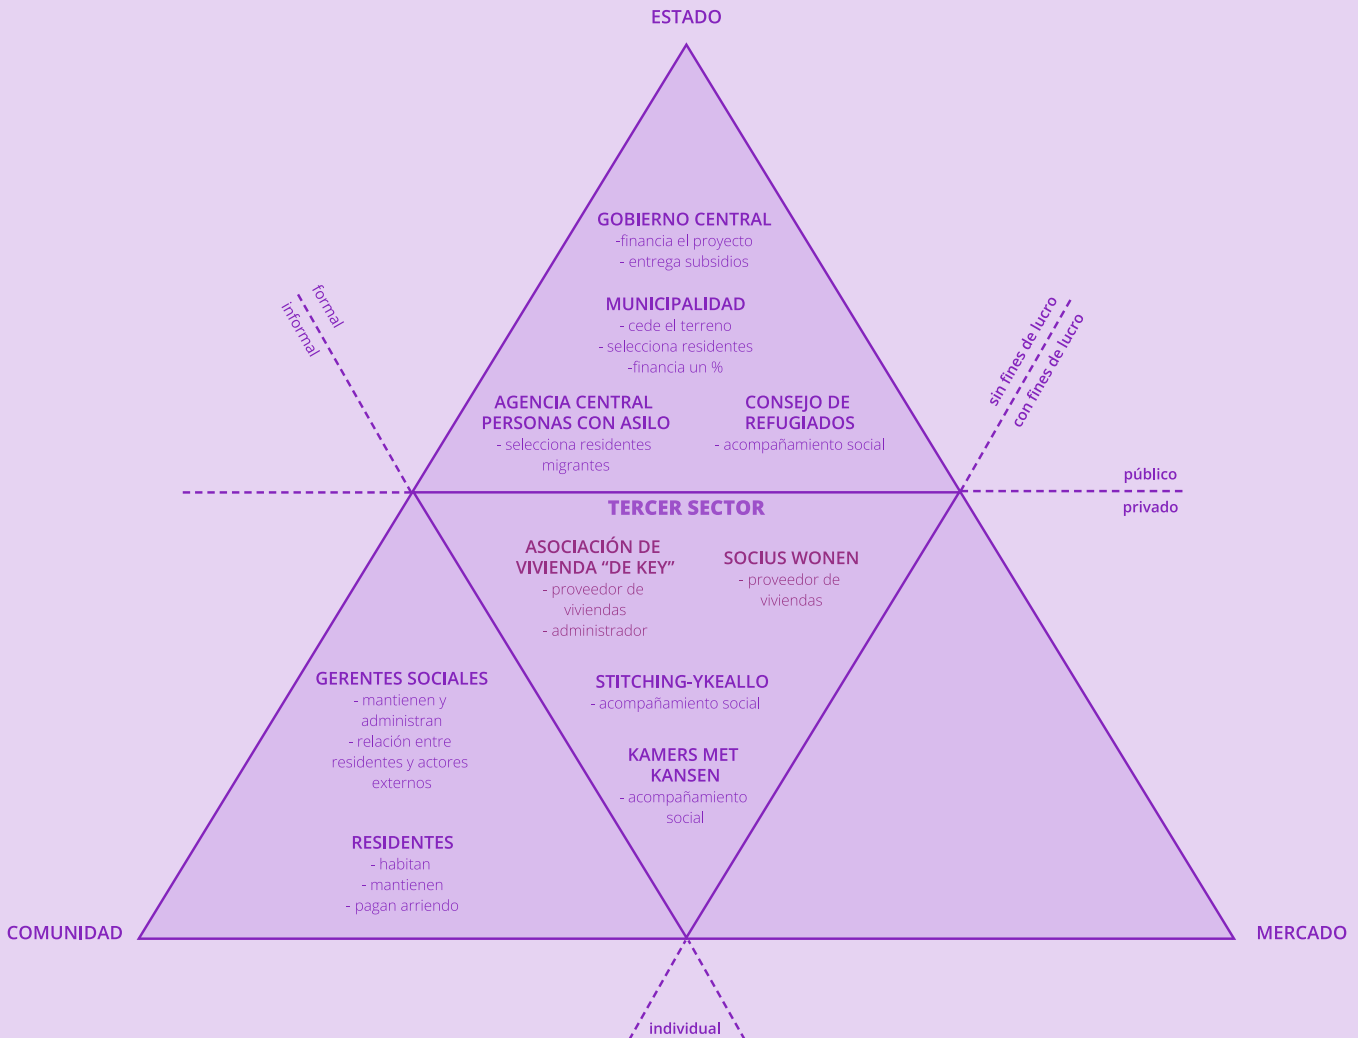 ESTADO
GOBIERNO CENTRAL
-financia el proyecto
- entrega subsidios
MUNICIPALIDAD
- cede el terreno
- selecciona residentes
-financia un %
AGENCIA CENTRAL
PERSONAS CON ASILO
- selecciona residentes
migrantes
CONSEJO DE
REFUGIADOS
- acompañamiento social
formal
informal
sin fines de lucro
con fines de lucro
público
privado
TERCER SECTOR
ASOCIACIÓN DE
VIVIENDA “DE KEY”
- proveedor de
viviendas
- administrador
SOCIUS WONEN
- proveedor de
viviendas
STITCHING-YKEALLO
- acompañamiento social
KAMERS MET
KANSEN
- acompañamiento
social
GERENTES SOCIALES
- mantienen y
administran
- relación entre
residentes y actores
externos
RESIDENTES
- habitan
- mantienen
- pagan arriendo
COMUNIDAD
MERCADO
individual